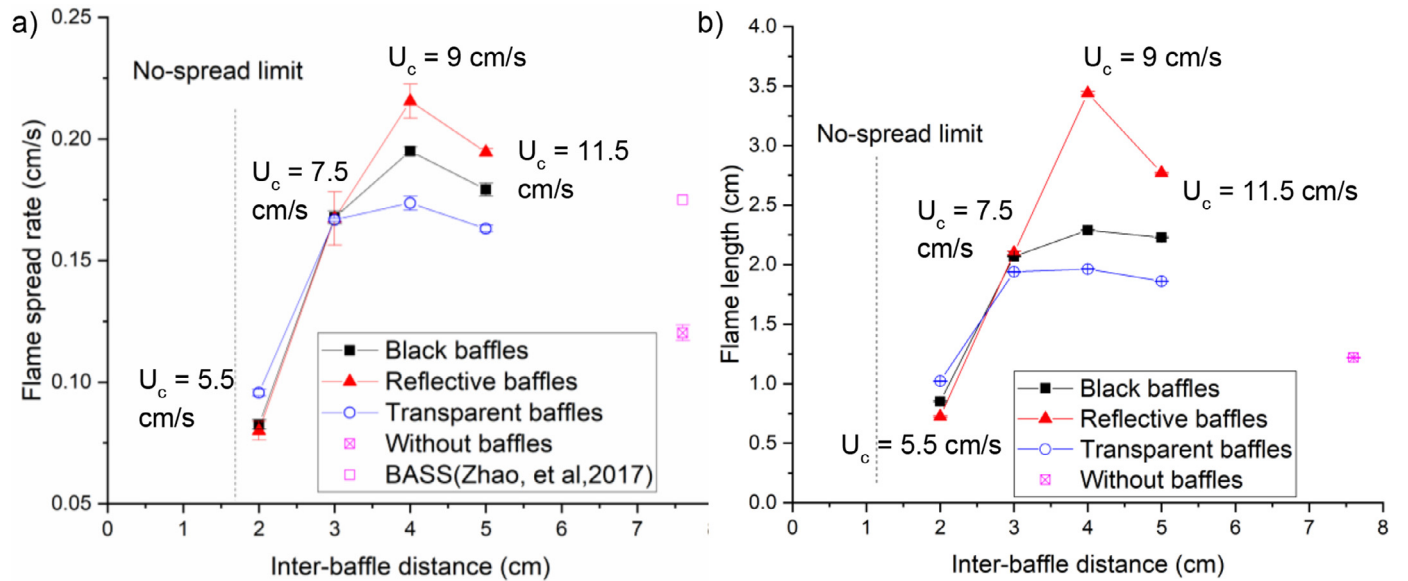 a)
0.25
0.20
0.15
0.10
0.05
Flame spread rate (cm/s)
No-spread limit
U_c = 9 cm/s
U_c = 7.5
cm/s
U_c = 11.5
cm/s
U_c = 5.5
cm/s
Black baffles
Reflective baffles
Transparent baffles
Without baffles
BASS(Zhao, et al,2017)
0 1 2 3 4 5 6 7
Inter-baffle distance (cm)
b)
4.0
3.5
3.0
2.5
2.0
1.5
1.0
0.5
0.0
Flame length (cm)
No-spread limit
U_c = 9 cm/s
U_c = 7.5
cm/s
U_c = 11.5 cm/s
U_c = 5.5 cm/s
Black baffles
Reflective baffles
Transparent baffles
Without baffles
0 1 2 3 4 5 6 7 8
Inter-baffle distance (cm)